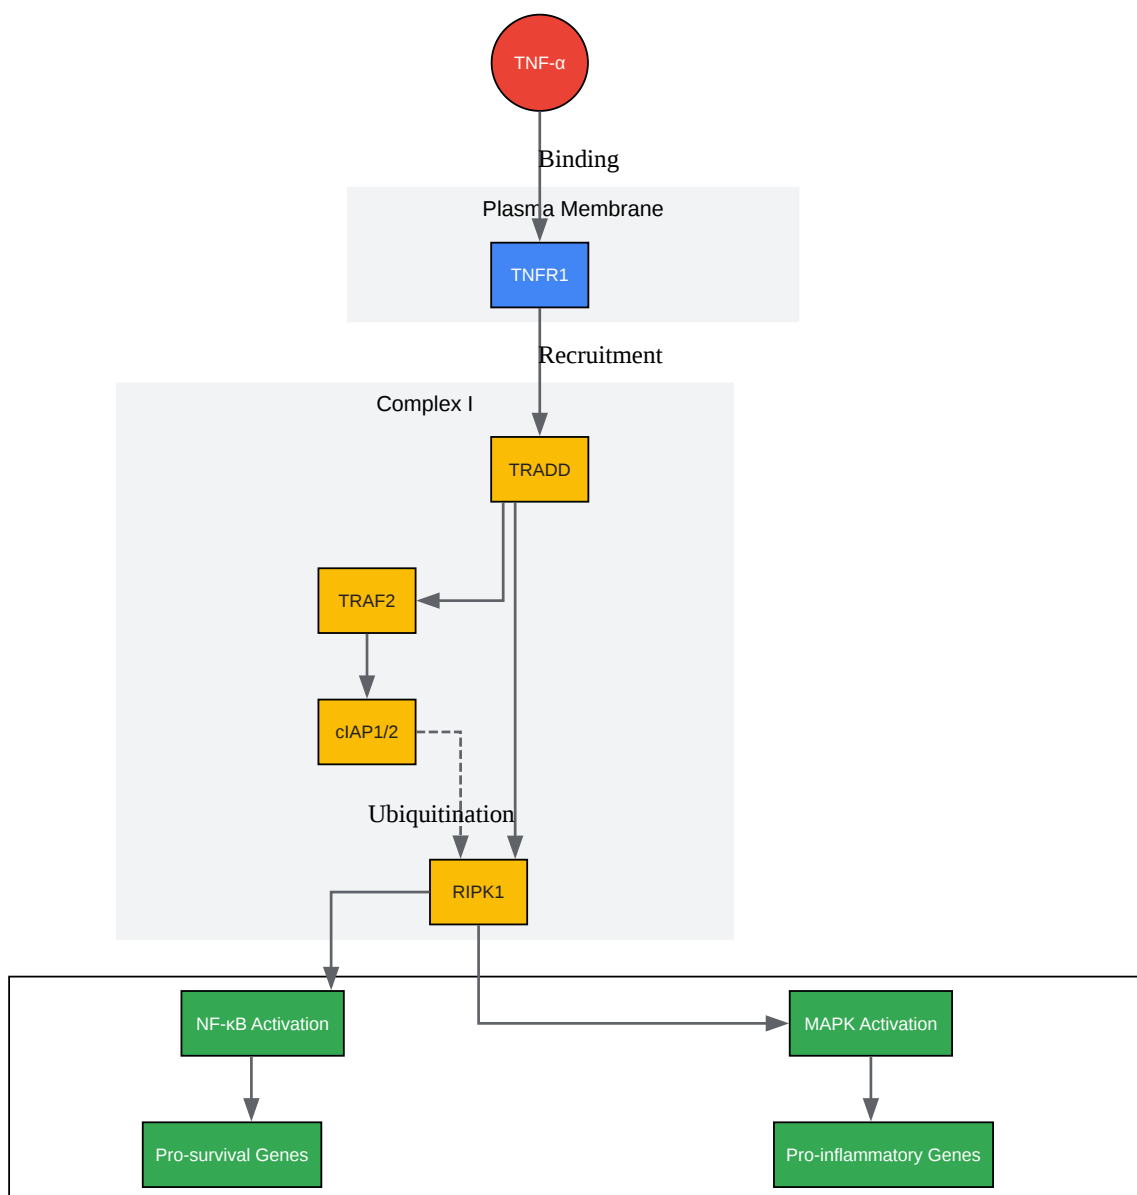 TNF-α
Binding
Plasma Membrane
TNFR1
Recruitment
Complex I
TRADD
TRAF2
cIAP1/2
Ubiquitination
RIPK1
NF-κB Activation
MAPK Activation
Pro-survival Genes
Pro-inflammatory Genes